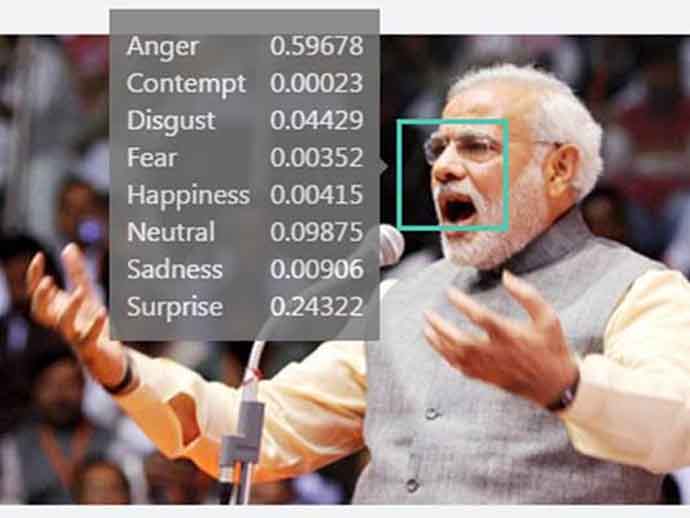 Anger 0.59678
Contempt 0.00023
Disgust 0.04429
Fear 0.00352
Happiness 0.00415
Neutral 0.09875
Sadness 0.00906
Surprise 0.24322